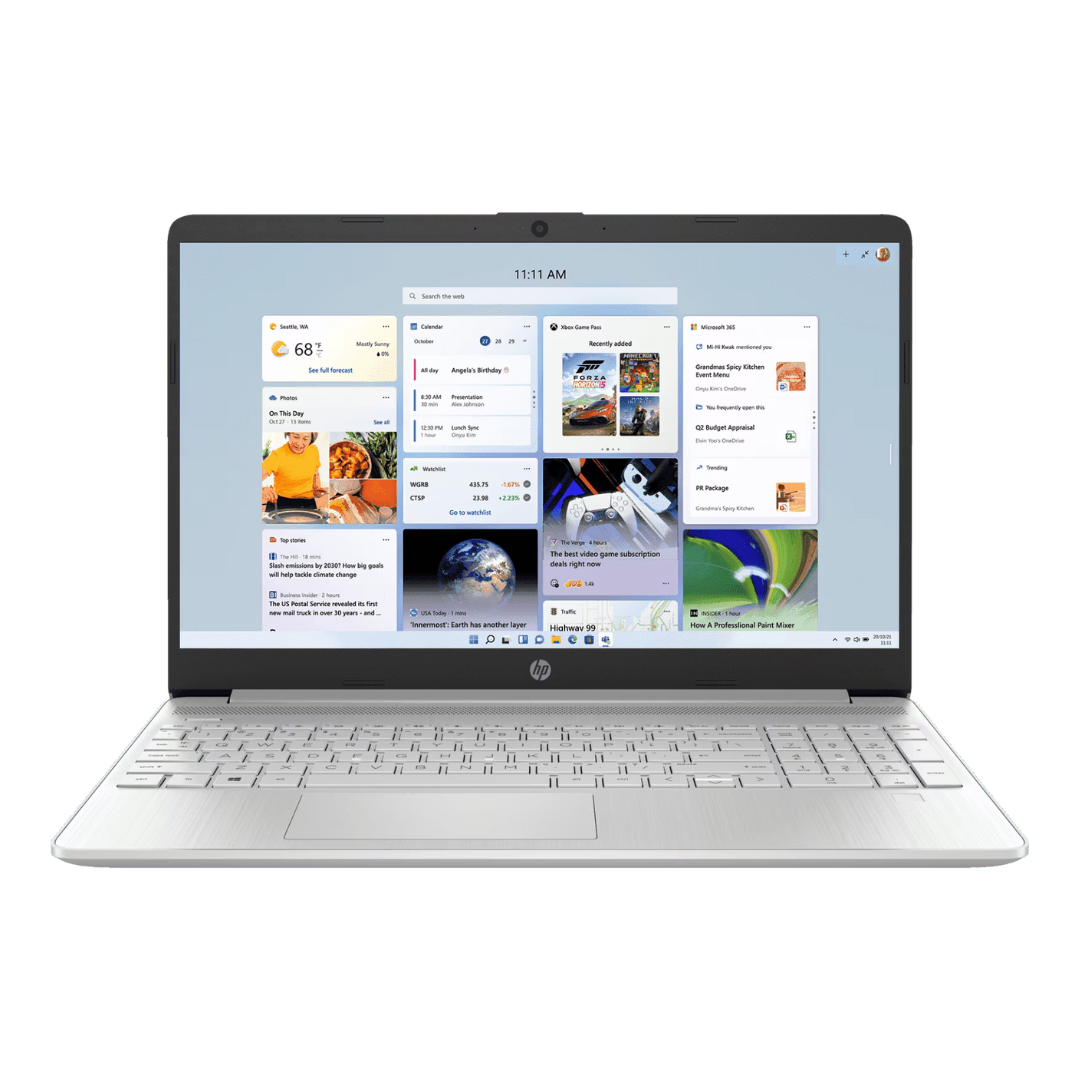 11:11 AM
Search the web
Seattle, WA
68 °F
°C
Mostly Sunny
0%
See full forecast
Photos
On This Day
Oct 27 · 13 items
See all
Top stories
The Hill · 18 mins
Slash emissions by 2030? How big goals
will help tackle climate change
Business Insider · 2 hours
The US Postal Service revealed its first
new mail truck in over 30 years - and ...
Calendar
October
27 28 29
All day Angela's Birthday
8:30 AM Presentation
30 min Alex Johnson
12:30 PM Lunch Sync
1 hour Onyu Kim
Watchlist
WGRB 435.75 -1.67%
CTSP 23.98 +2.23%
Go to watchlist
USA Today · 1 mins
'Innermost': Earth has another layer
Xbox Game Pass
Recently added
FORZA
HORIZON 5
MINECRAFT
HALO
The Verge · 4 hours
The best video game subscription
deals right now
1.4k
Traffic
Highway 99
Microsoft 365
Mi-Hi Kwak mentioned you
Grandmas Spicy Kitchen
Event Menu
Onyu Kim's OneDrive
You frequently open this
Q2 Budget Appraisal
Elvin Yoo's OneDrive
Trending
PR Package
Grandma's Spicy Kitchen
INSIDER · 1 hour
How A Professional Paint Mixer
20/10/21
11:11
hp
Q W E R T Y U I O P
A S D F G H J K L
Z X C V B N M